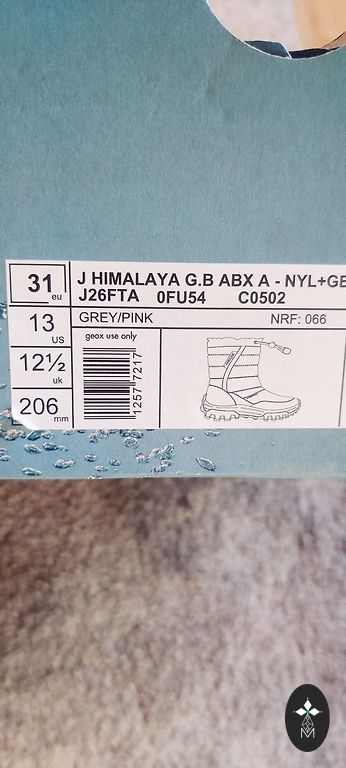 31 eu
J HIMALAYA G.B ABX A - NYL+GE
J26FTA 0FU54 C0502
13 US
GREY/PINK NRF: 066
geox use only
12½ uk
12577217
206 mm